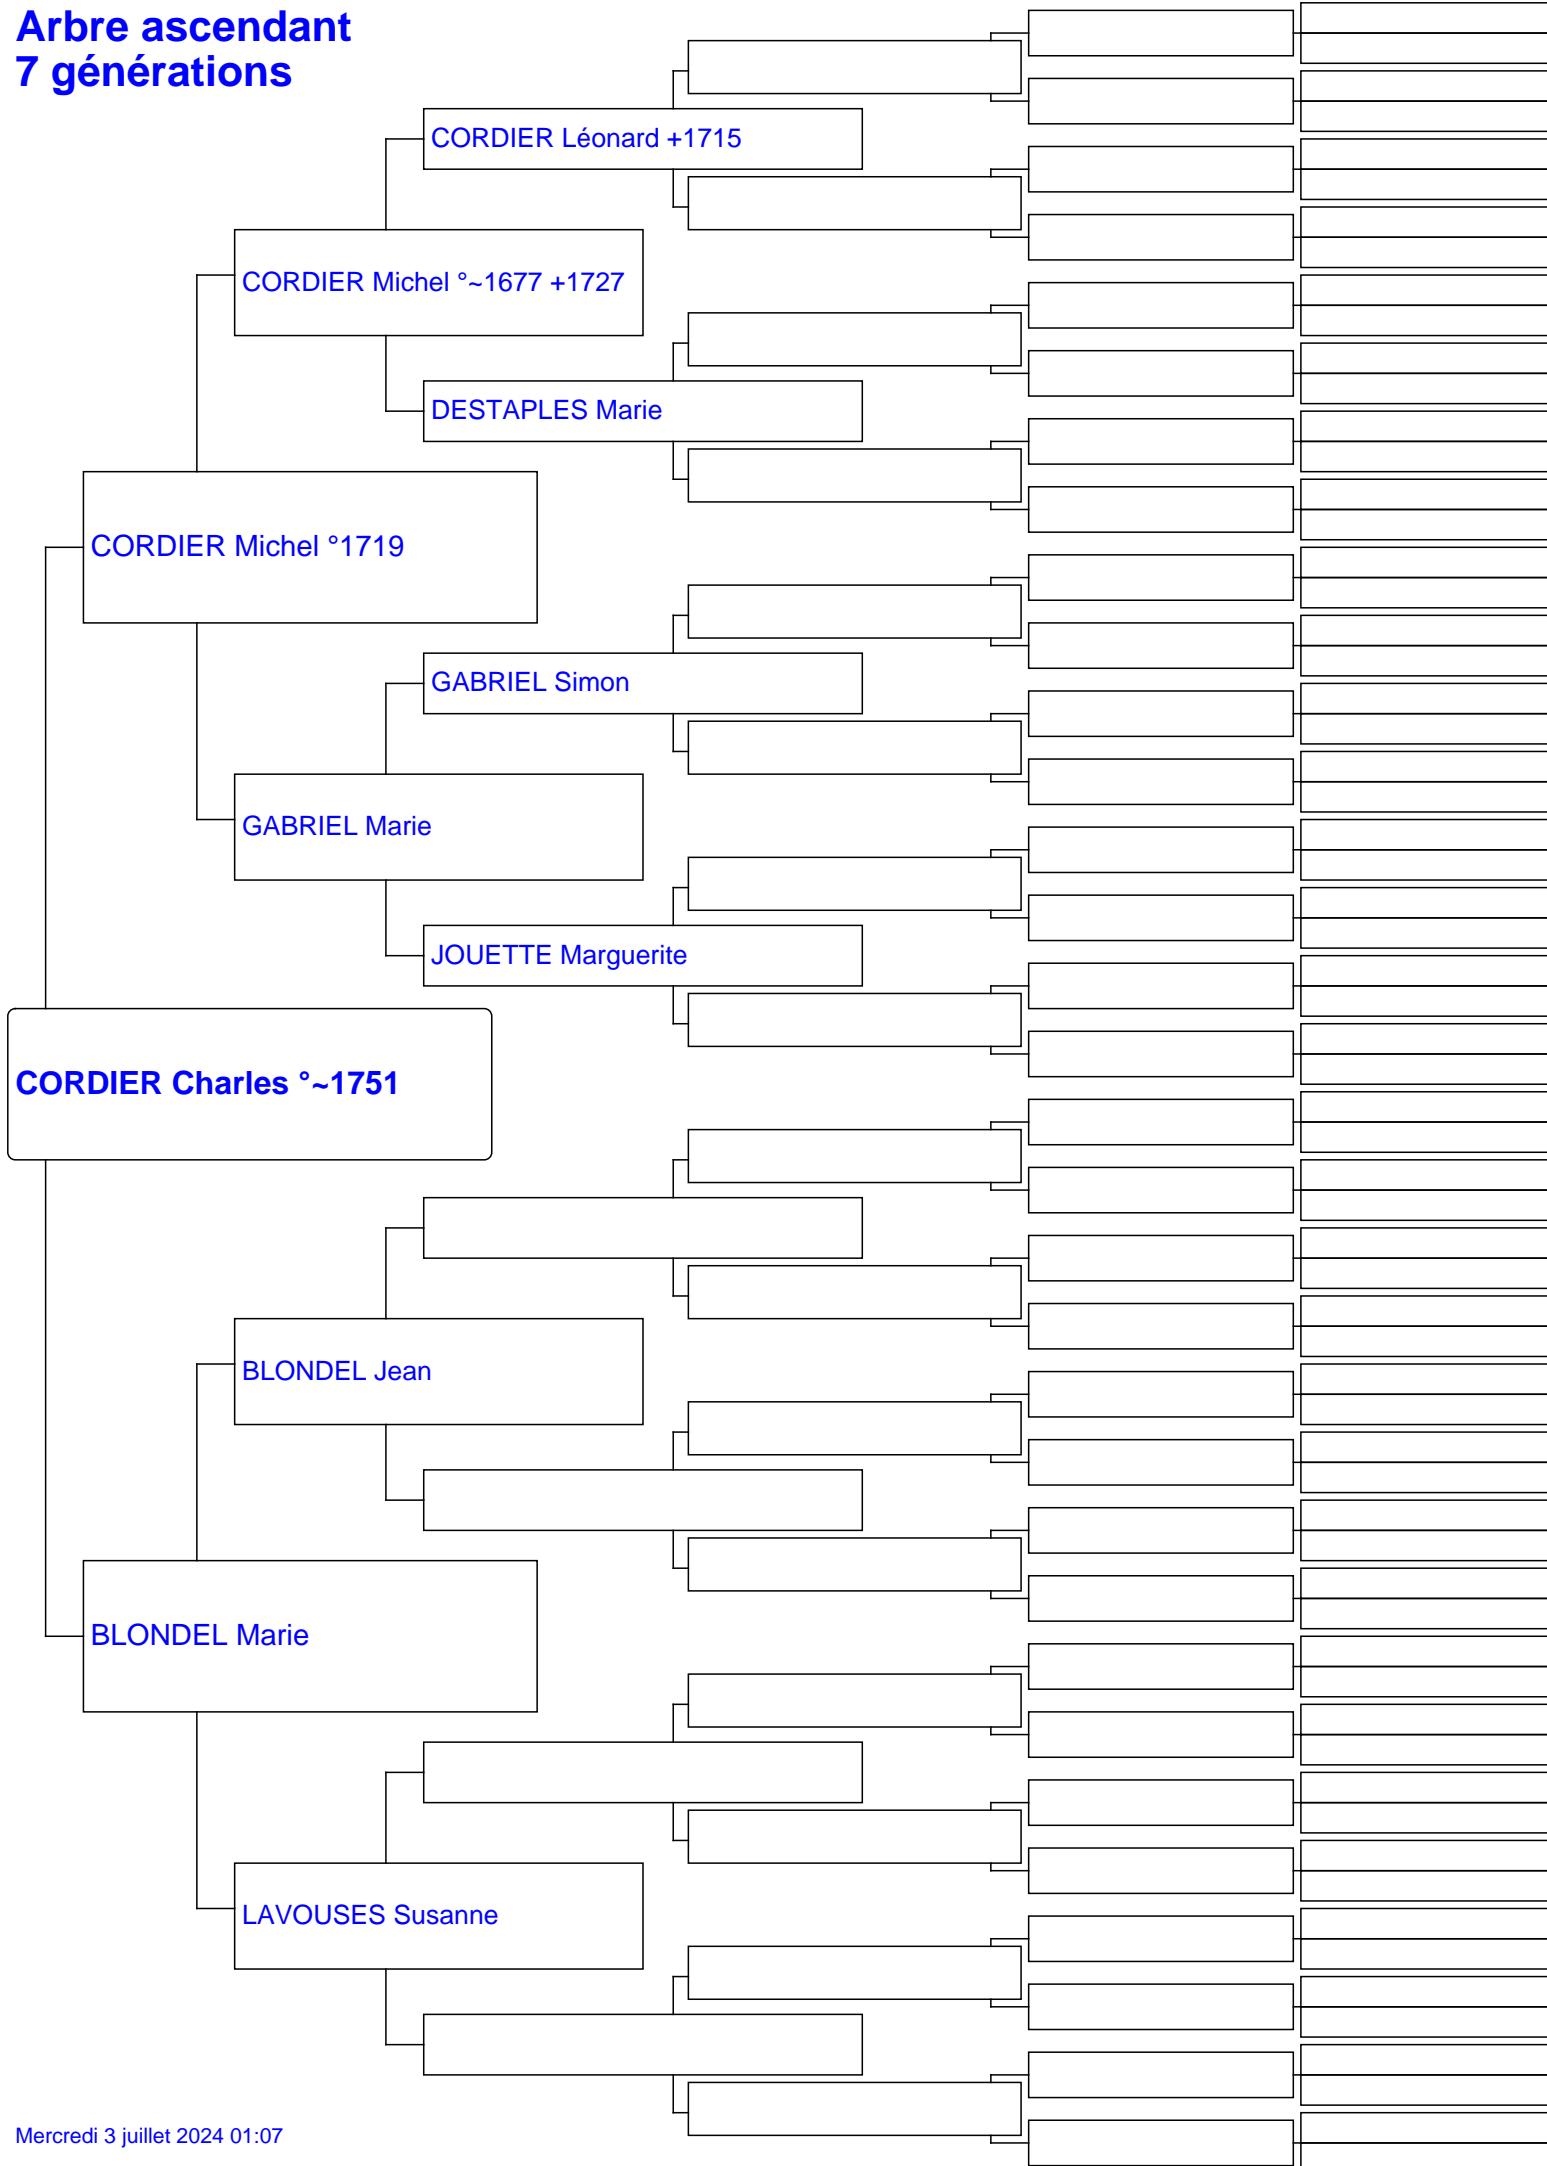 Arbre ascendant
7 générations
CORDIER Léonard +1715
CORDIER Michel °~1677 +1727
DESTAPLES Marie
CORDIER Michel °1719
GABRIEL Simon
GABRIEL Marie
JOUETTE Marguerite
CORDIER Charles °~1751
BLONDEL Jean
BLONDEL Marie
LAVOUSES Susanne
Mercredi 3 juillet 2024 01:07